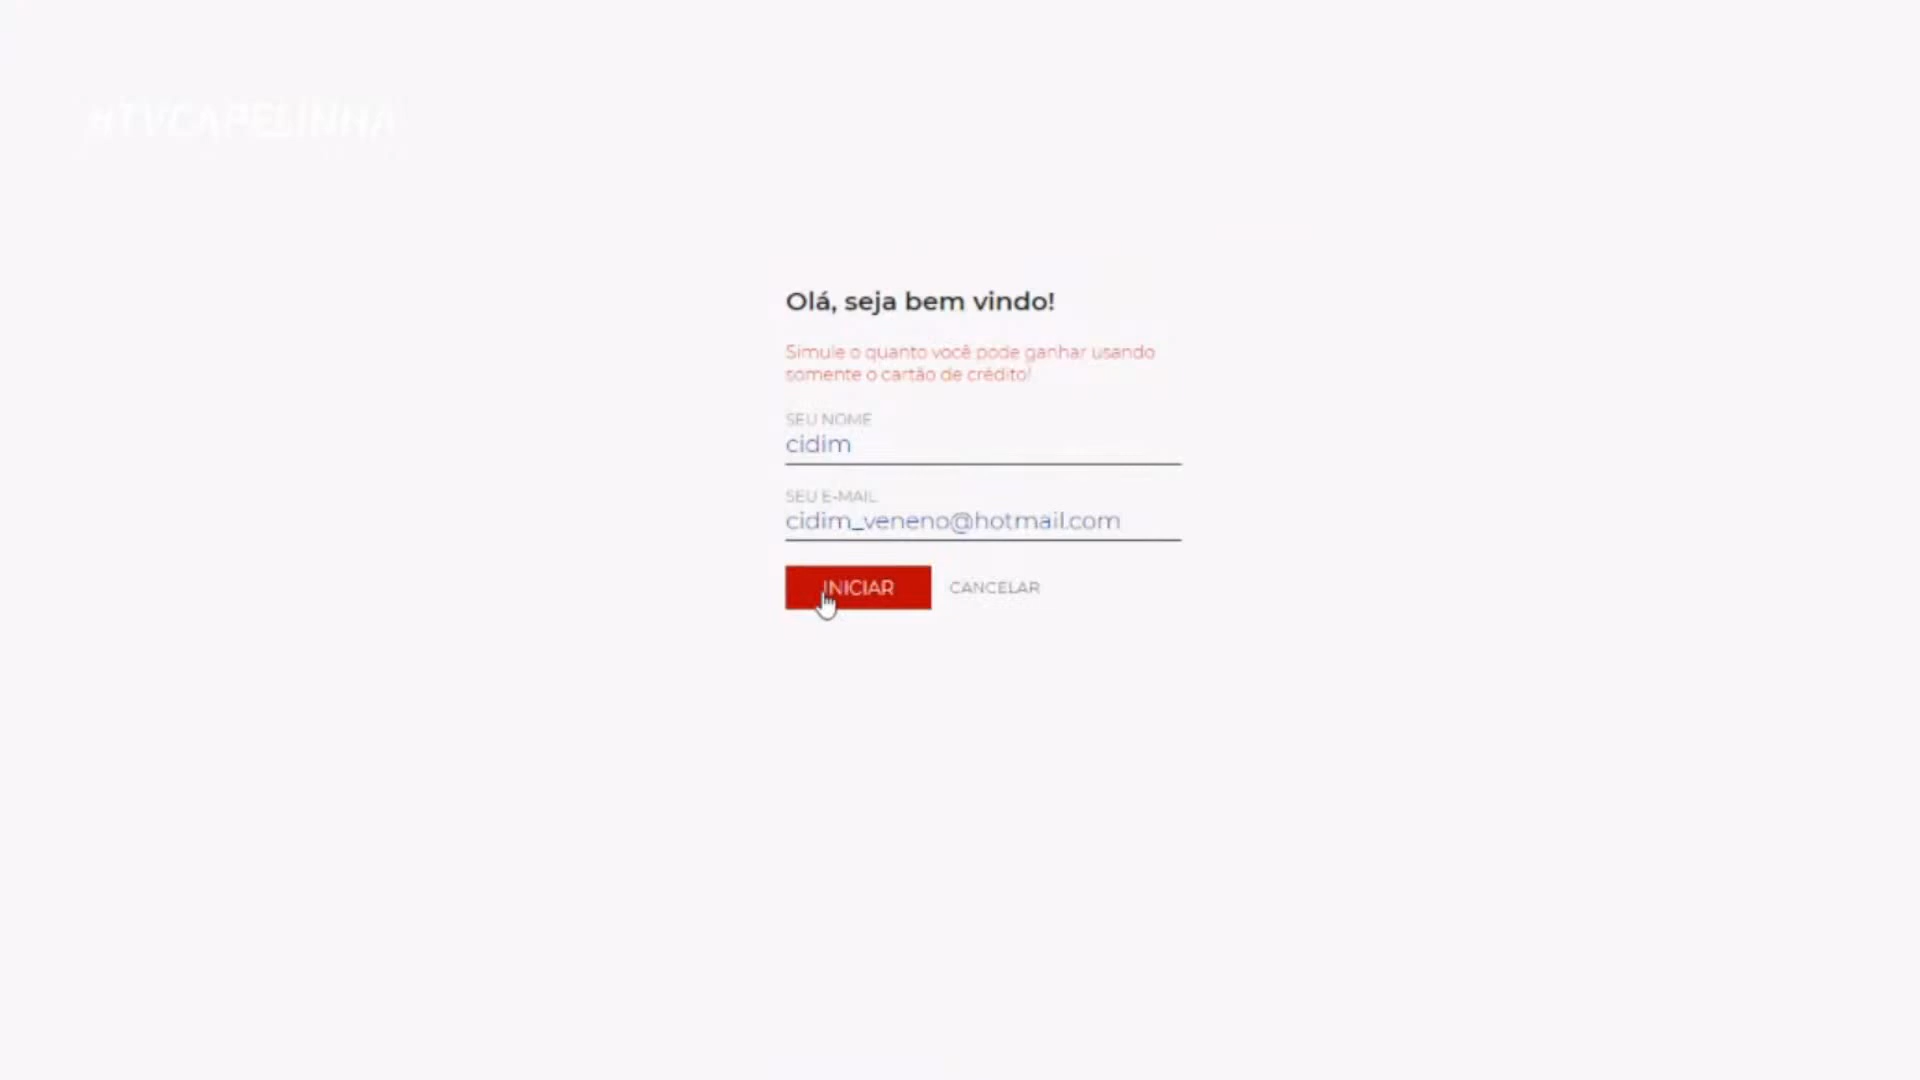 #TVCAPELINHA
Olá, seja bem vindo!
Simule o quanto você pode ganhar usando
somente o cartão de crédito!
SEU NOME
cidim
SEU E-MAIL
cidim_veneno@hotmail.com
INICIAR CANCELAR